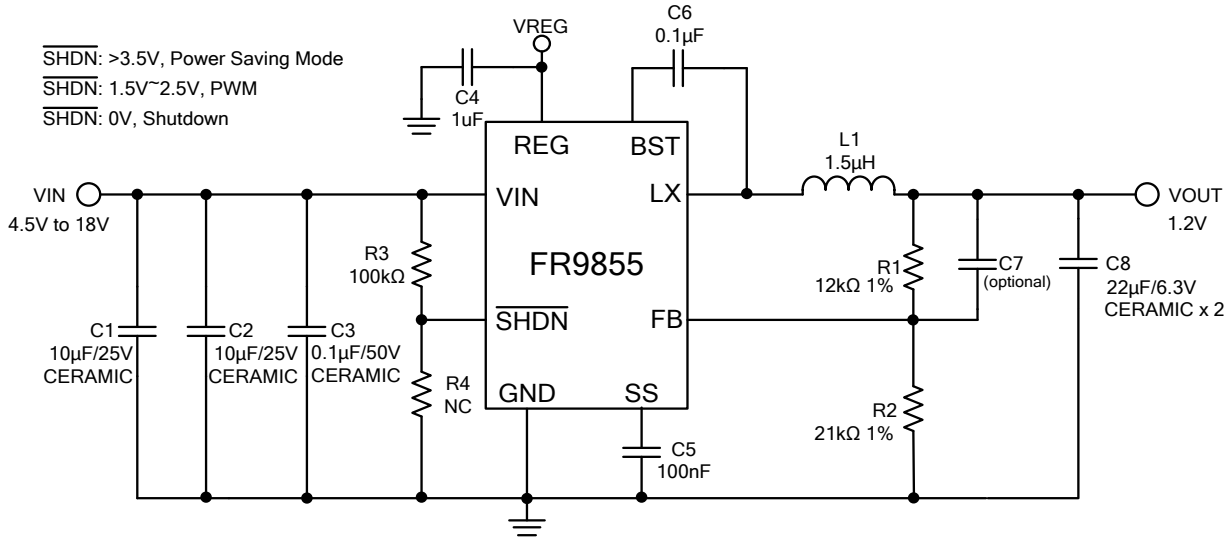 SHDN: >3.5V, Power Saving Mode
SHDN: 1.5V~2.5V, PWM
SHDN: 0V, Shutdown
VREG
C6
0.1µF
C4
1uF
REG
BST
L1
1.5µH
VIN
4.5V to 18V
VIN
LX
VOUT
1.2V
R3
100kΩ
FR9855
R1
12kΩ 1%
C7
(optional)
C8
22µF/6.3V
CERAMIC x 2
SHDN
FB
C1
10µF/25V
CERAMIC
C2
10µF/25V
CERAMIC
C3
0.1µF/50V
CERAMIC
R4
NC
GND
SS
R2
21kΩ 1%
C5
100nF